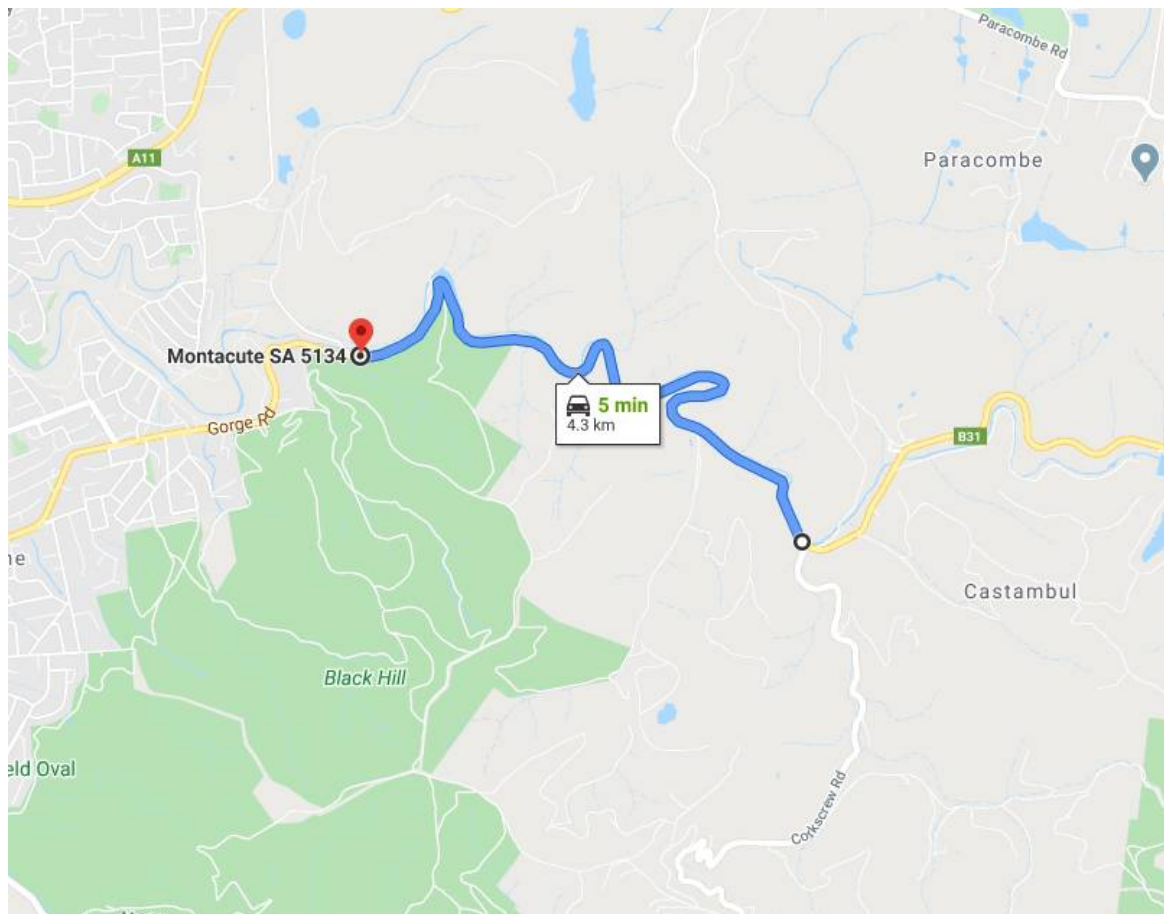 Paracombe Rd
A11
Paracombe
Montacute SA 5134
5 min
4.3 km
Gorge Rd
B31
ne
Castambul
Black Hill
eld Oval
Corkscrew Rd